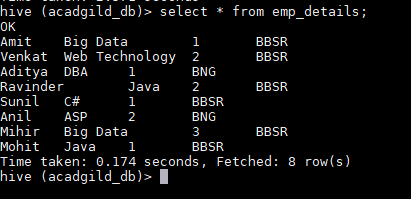 hive (acadgild_db)> select * from emp_details;
OK
Amit Big Data 1 BBSR
Venkat Web Technology 2 BBSR
Aditya DBA 1 BNG
Ravinder Java 2 BBSR
Sunil C# 1 BBSR
Anil ASP 2 BNG
Mihir Big Data 3 BBSR
Mohit Java 1 BBSR
Time taken: 0.174 seconds, Fetched: 8 row(s)
hive (acadgild_db)>